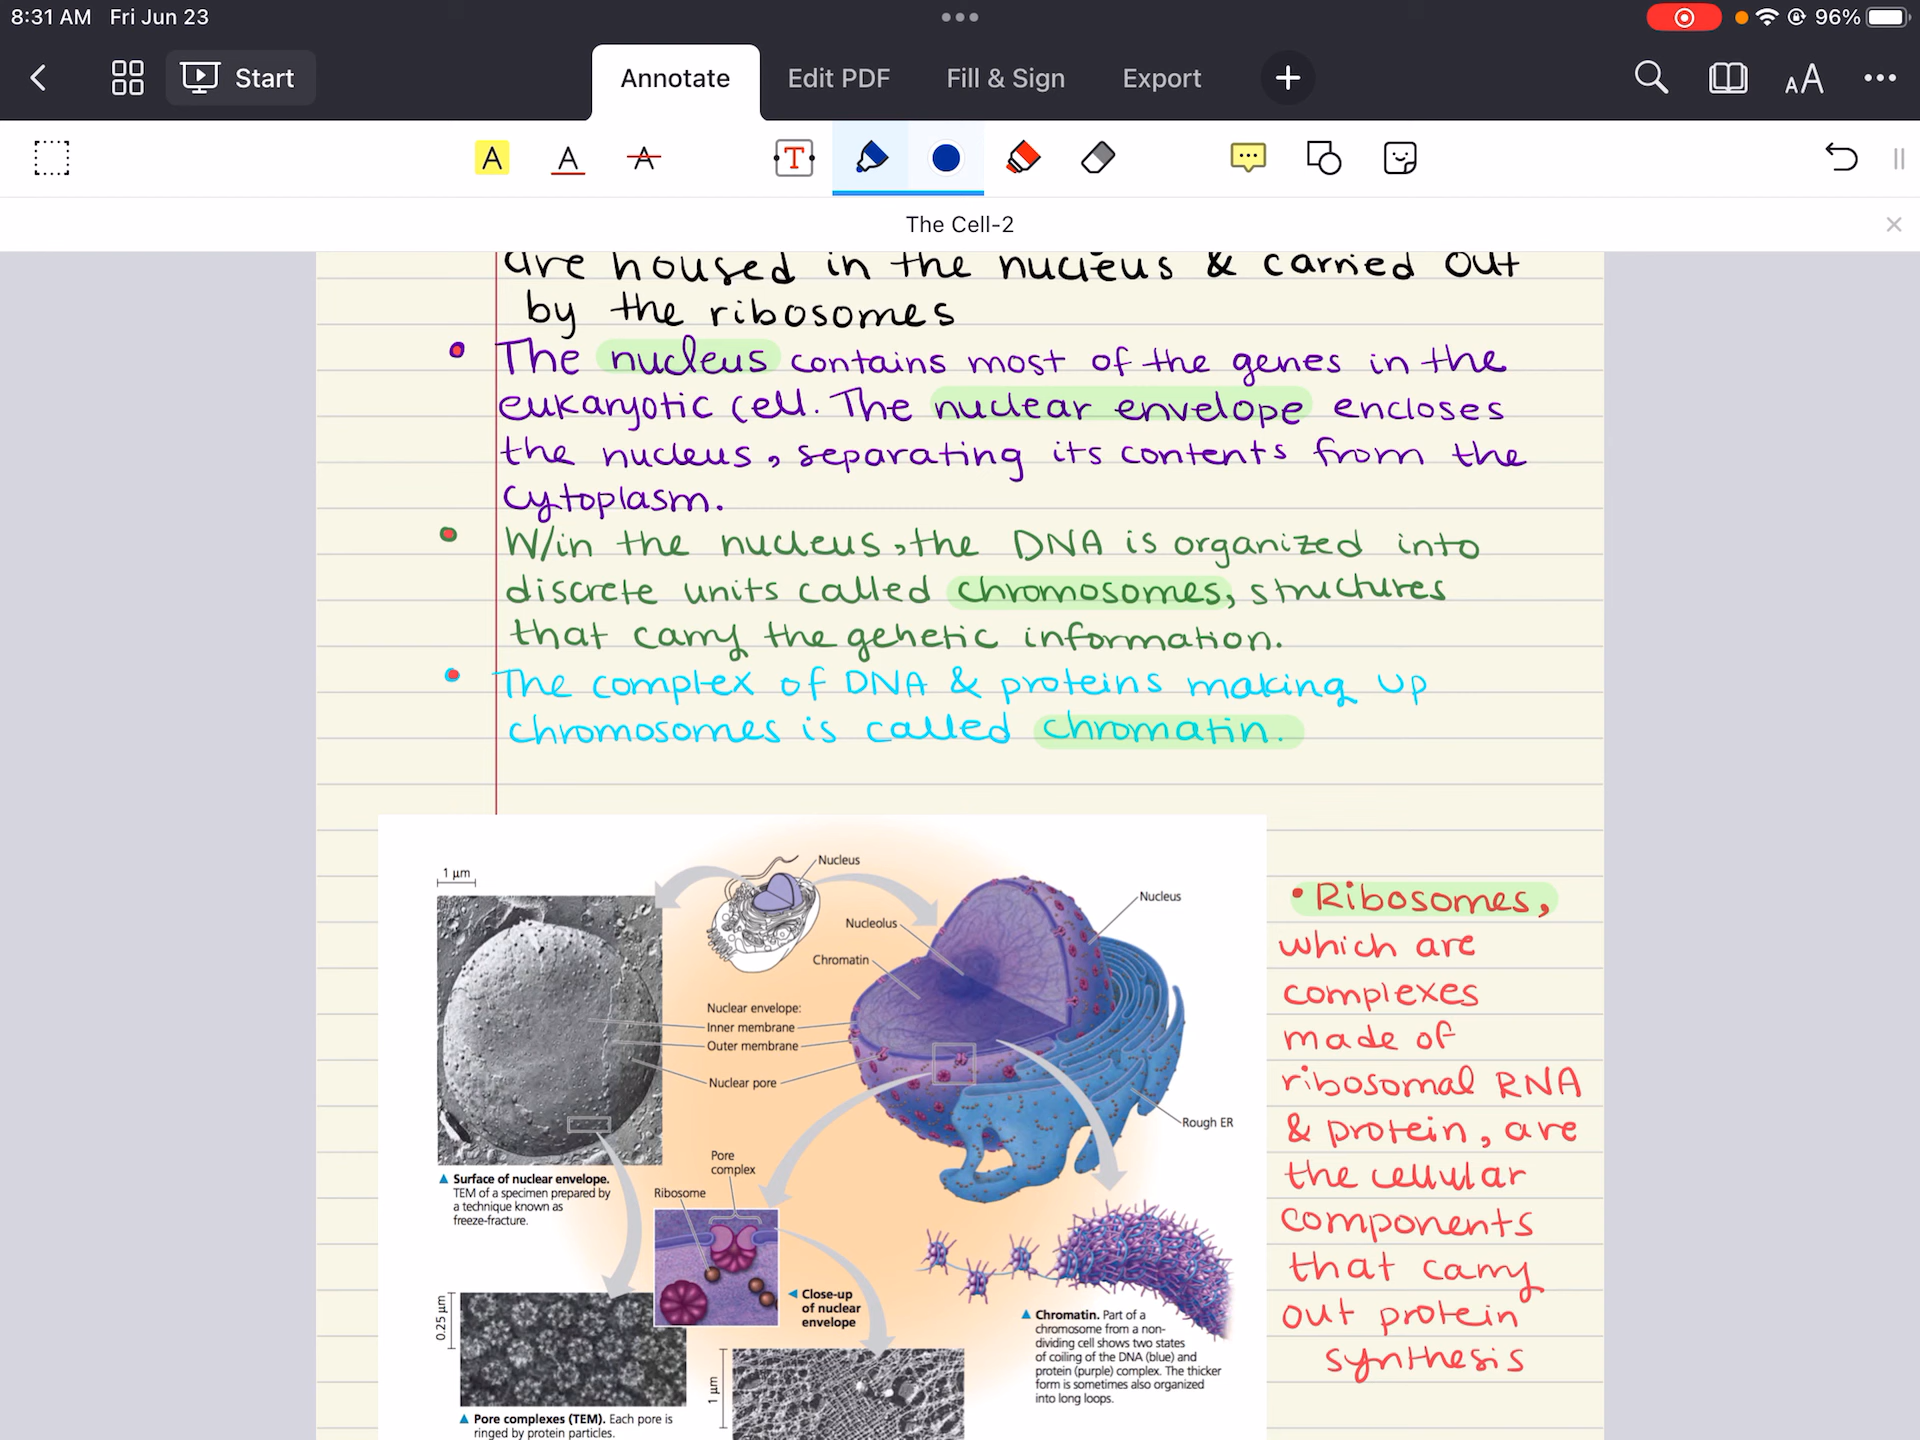 8:31 AM Fri Jun 23
96%
Start
Annotate
Edit PDF
Fill & Sign
Export
The Cell-2
are housed in the nucleus & carried out
by the ribosomes
• The nucleus contains most of the genes in the
eukaryotic cell. The nuclear envelope encloses
the nucleus, separating its contents from the
cytoplasm.
• W/in the nucleus, the DNA is organized into
discrete units called chromosomes, structures
that carry the genetic information.
• The complex of DNA & proteins making up
chromosomes is called chromatin.
1 µm
Nucleus
Nucleolus
Chromatin
Nucleus
Nuclear envelope:
Inner membrane
Outer membrane
Nuclear pore
Rough ER
▲ Surface of nuclear envelope.
TEM of a specimen prepared by
a technique known as
freeze-fracture.
Pore
complex
Ribosome
◀ Close-up
of nuclear
envelope
0.25 µm
▲ Pore complexes (TEM). Each pore is
ringed by protein particles.
1 µm
▲ Chromatin. Part of a
chromosome from a non-
dividing cell shows two states
of coiling of the DNA (blue) and
protein (purple) complex. The thicker
form is sometimes also organized
into long loops.
• Ribosomes,
which are
complexes
made of
ribosomal RNA
& protein, are
the cellular
components
that carry
out protein
synthesis